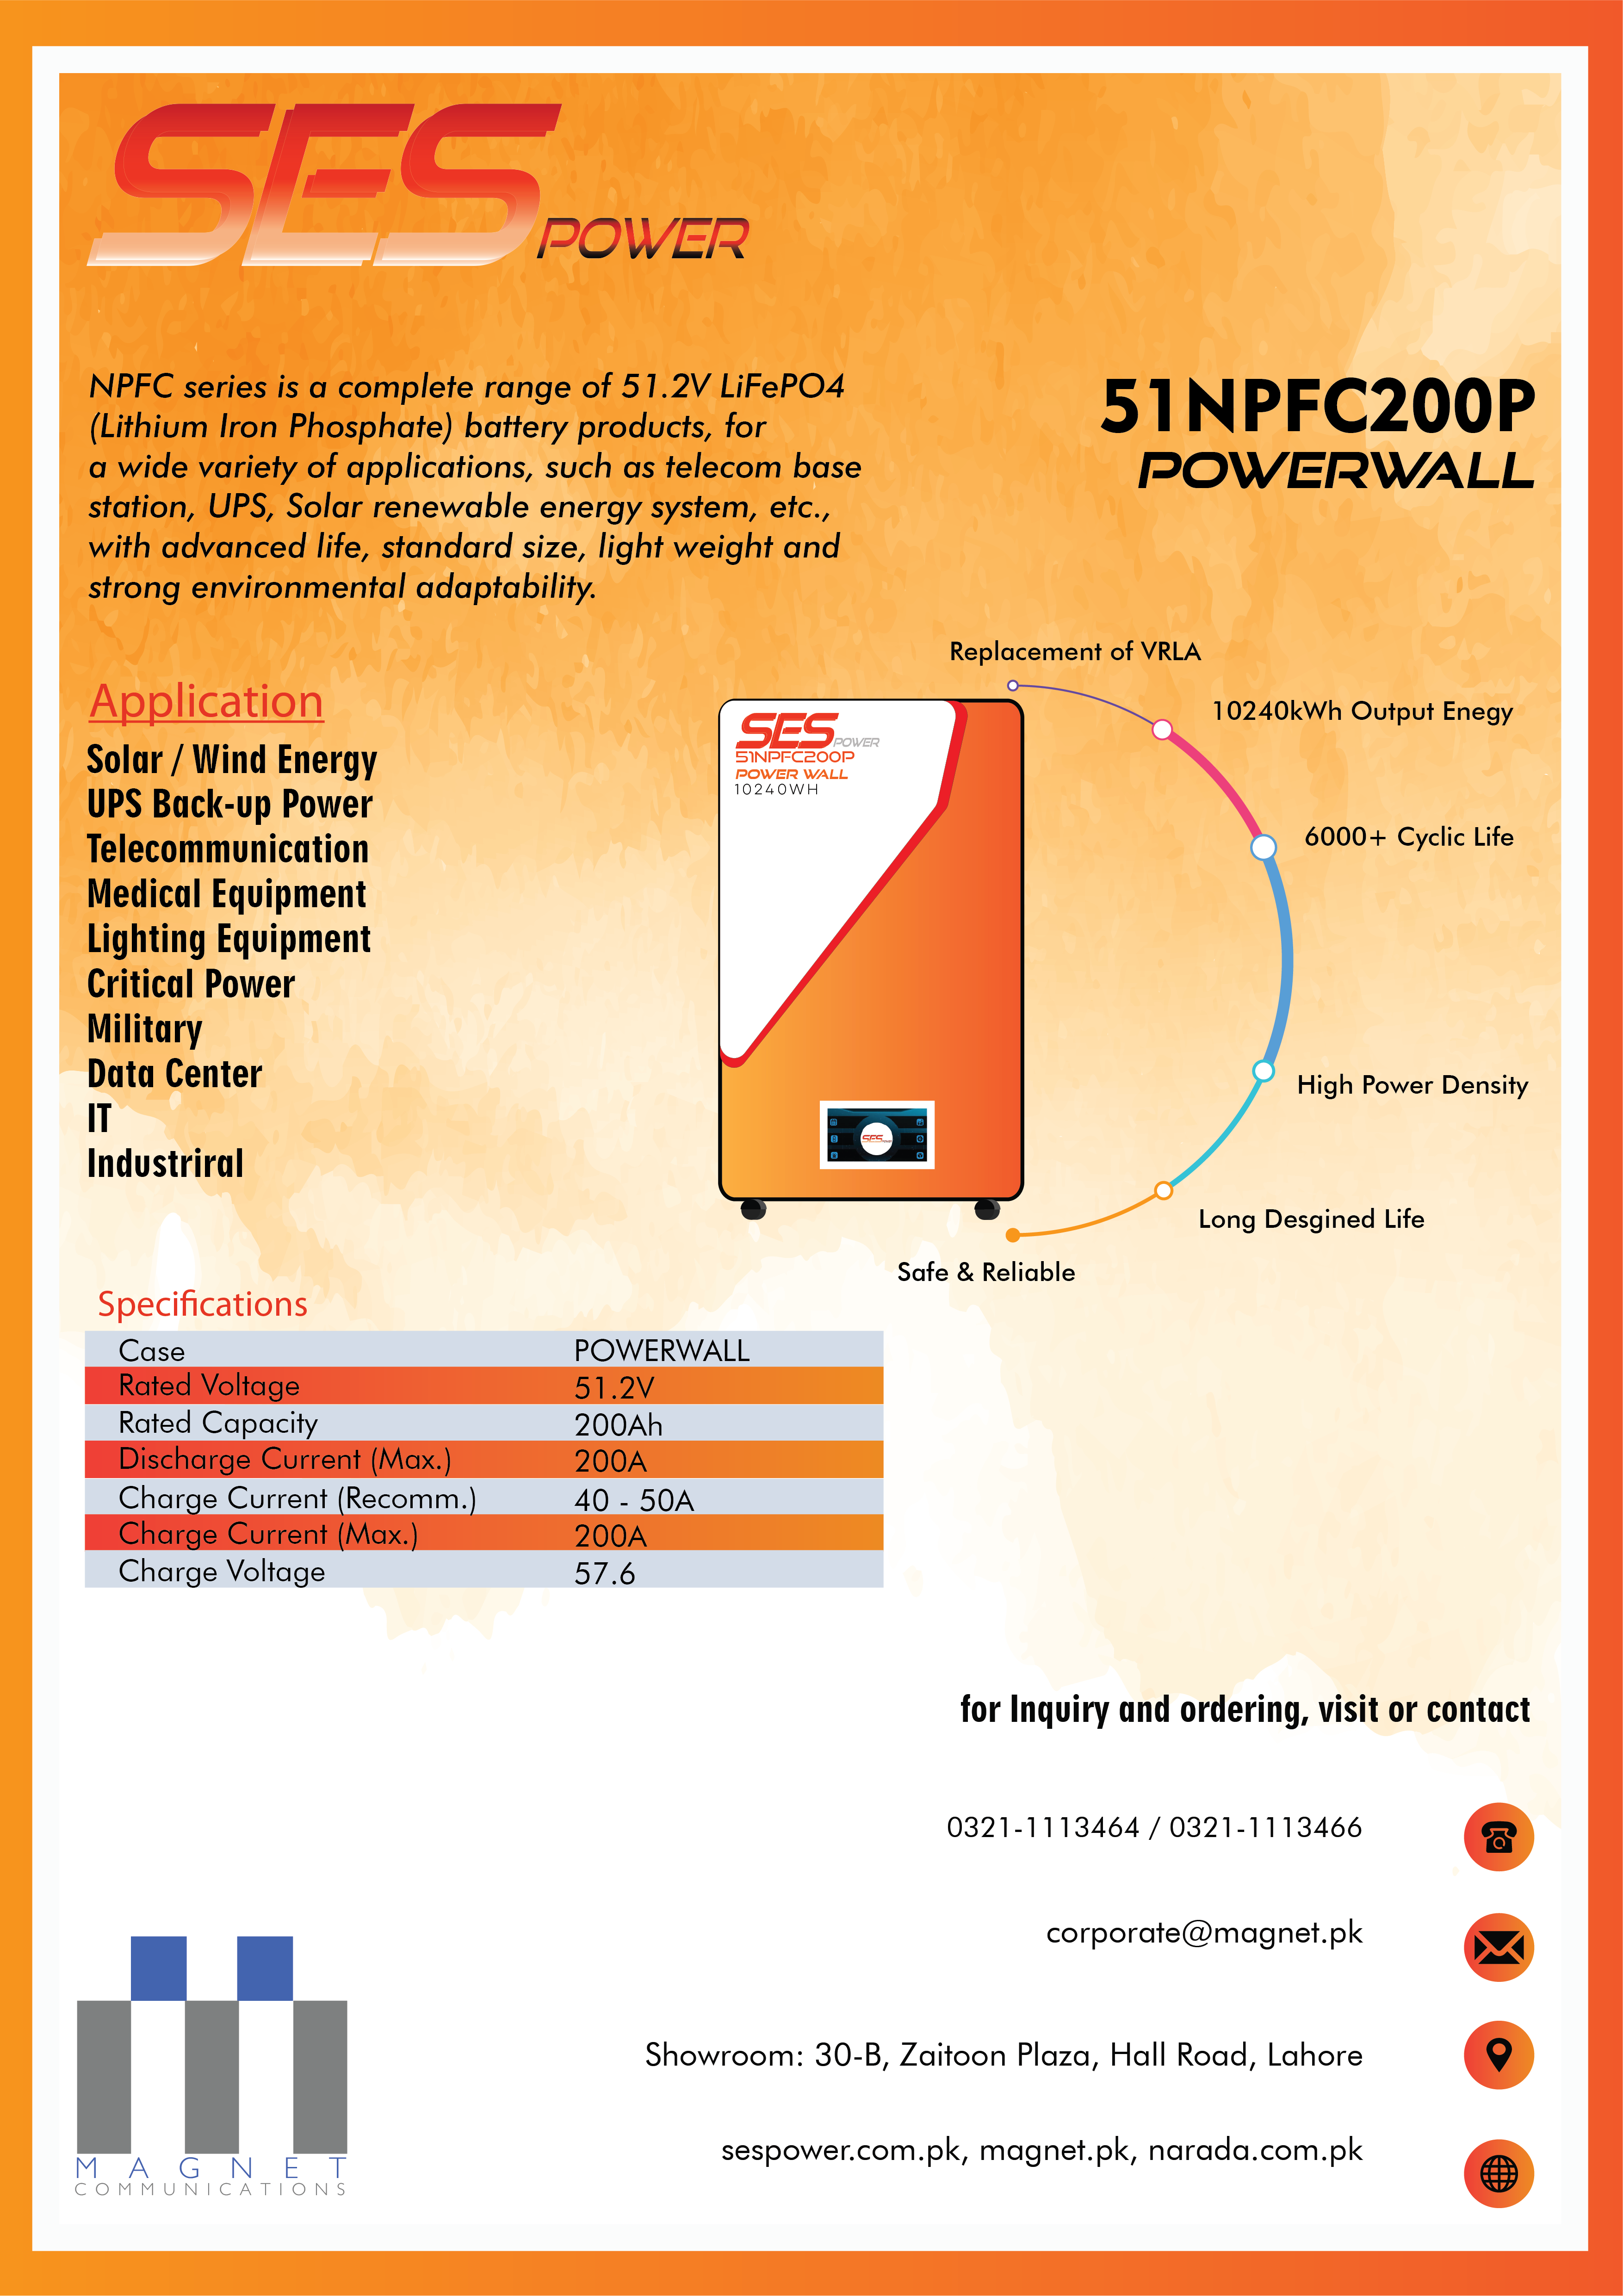 SES POWER
NPFC series is a complete range of 51.2V LiFePO4
(Lithium Iron Phosphate) battery products, for
a wide variety of applications, such as telecom base
station, UPS, Solar renewable energy system, etc.,
with advanced life, standard size, light weight and
strong environmental adaptability.
51NPFC200P
POWERWALL
Application
Solar / Wind Energy
UPS Back-up Power
Telecommunication
Medical Equipment
Lighting Equipment
Critical Power
Military
Data Center
IT
Industriral
SES POWER
51NPFC200P
POWER WALL
10240WH
SES
Replacement of VRLA
10240kWh Output Enegy
6000+ Cyclic Life
High Power Density
Long Desgined Life
Safe & Reliable
Specifications
Case POWERWALL
Rated Voltage 51.2V
Rated Capacity 200Ah
Discharge Current (Max.) 200A
Charge Current (Recomm.) 40 - 50A
Charge Current (Max.) 200A
Charge Voltage 57.6
for Inquiry and ordering, visit or contact
0321-1113464 / 0321-1113466
corporate@magnet.pk
Showroom: 30-B, Zaitoon Plaza, Hall Road, Lahore
sespower.com.pk, magnet.pk, narada.com.pk
MAGNET
COMMUNICATIONS